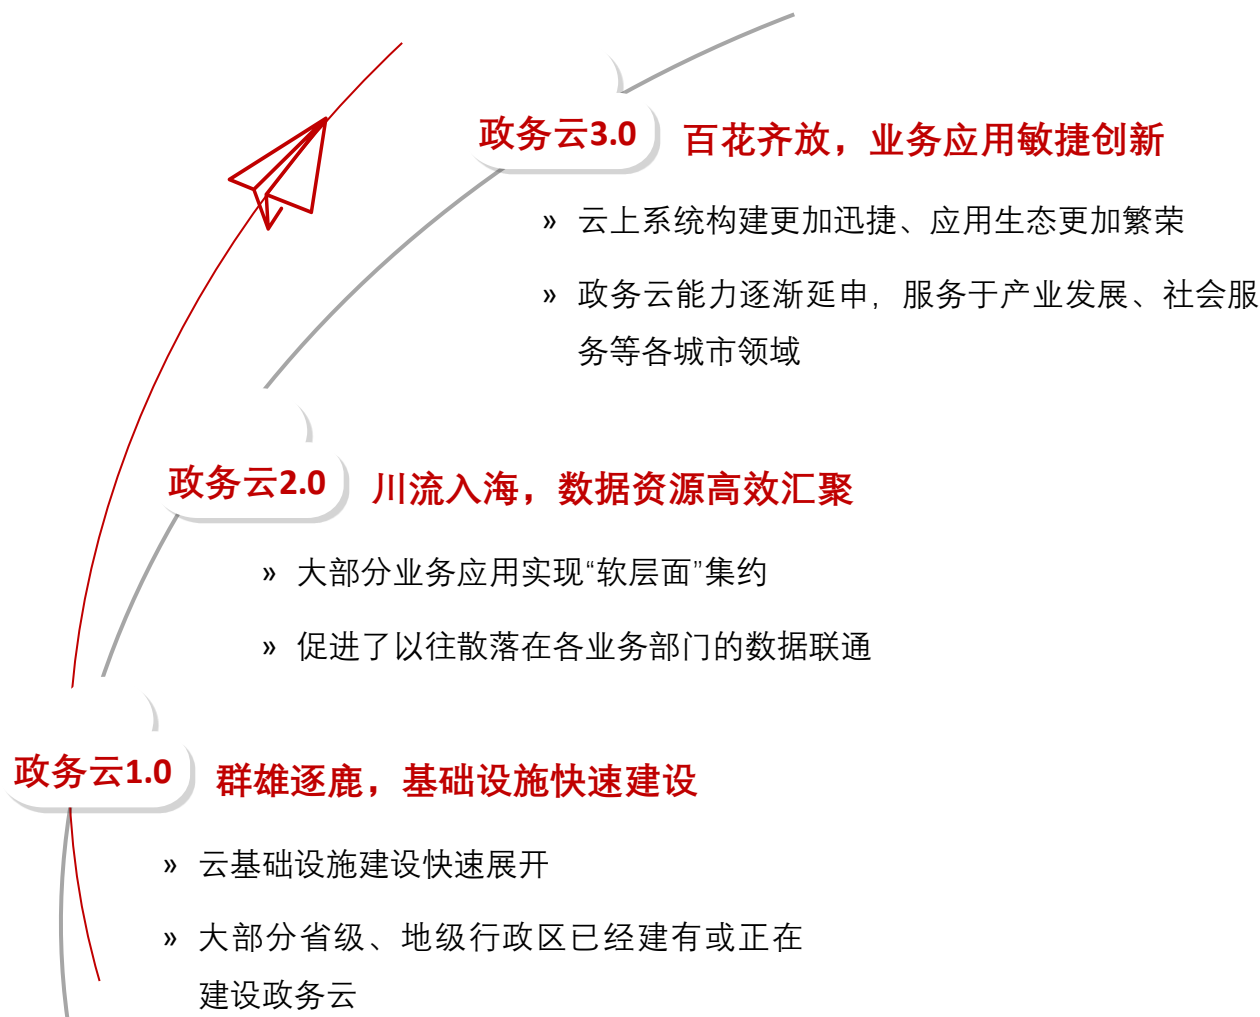 政务云3.0
百花齐放，业务应用敏捷创新
» 云上系统构建更加迅捷、应用生态更加繁荣
» 政务云能力逐渐延申，服务于产业发展、社会服
务等各城市领域
政务云2.0
川流入海，数据资源高效汇聚
» 大部分业务应用实现“软层面”集约
» 促进了以往散落在各业务部门的数据联通
政务云1.0
群雄逐鹿，基础设施快速建设
» 云基础设施建设快速展开
» 大部分省级、地级行政区已经建有或正在
建设政务云